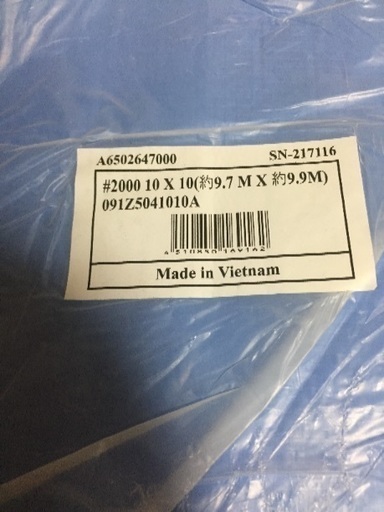 A6502647000 SN-217116
#2000 10 X 10(約9.7 M X 約9.9M)
091Z5041010A
Made in Vietnam